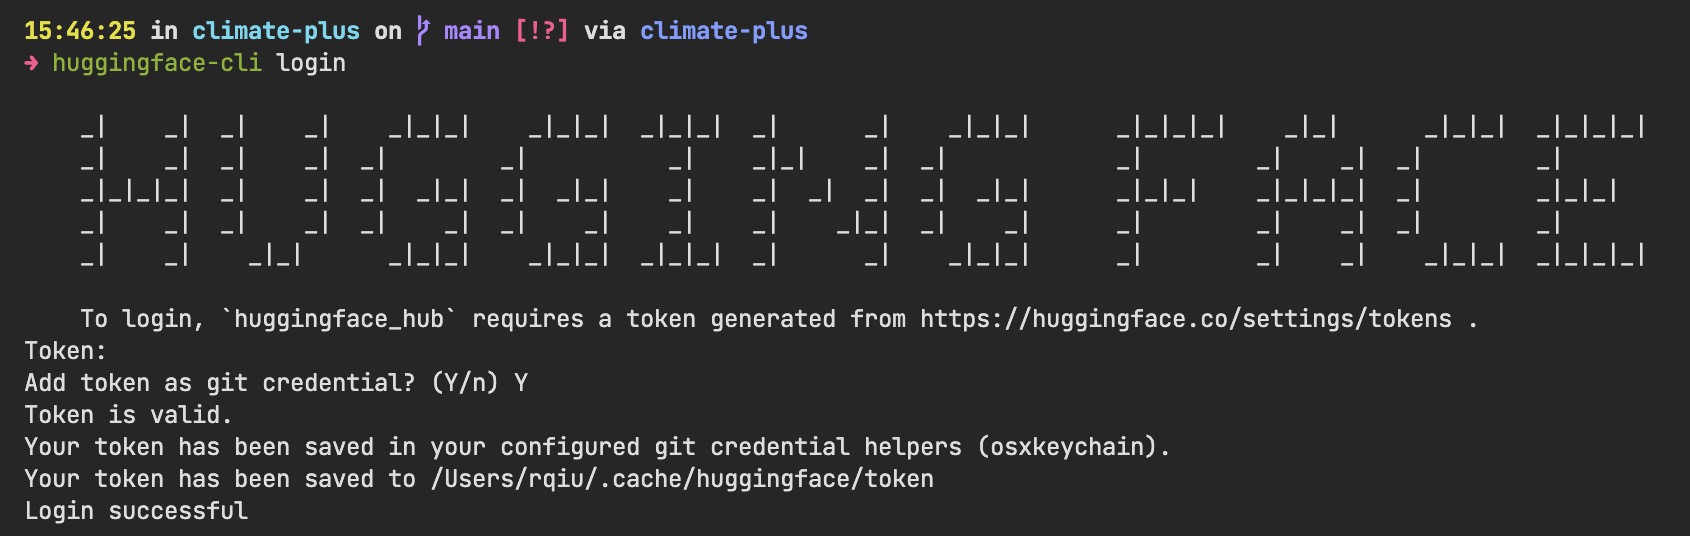 15:46:25 in climate-plus on main [!?] via climate-plus
→ huggingface-cli login
    _|    _|  _|    _|    _|_|_|    _|_|_|  _|_|_|  _|      _|    _|_|_|      _|_|_|_|    _|_|      _|_|_|  _|_|_|_|
    _|    _|  _|    _|  _|        _|          _|    _|_|    _|  _|            _|        _|    _|  _|        _|
    _|_|_|_|  _|    _|  _|  _|_|  _|  _|_|    _|    _|  _|  _|  _|  _|_|      _|_|_|    _|_|_|_|  _|        _|_|_|
    _|    _|  _|    _|  _|    _|  _|    _|    _|    _|    _|_|  _|    _|      _|        _|    _|  _|        _|
    _|    _|    _|_|      _|_|_|    _|_|_|  _|_|_|  _|      _|    _|_|_|      _|        _|    _|    _|_|_|  _|_|_|_|
    To login, `huggingface_hub` requires a token generated from https://huggingface.co/settings/tokens .
Token:
Add token as git credential? (Y/n) Y
Token is valid.
Your token has been saved in your configured git credential helpers (osxkeychain).
Your token has been saved to /Users/rqiu/.cache/huggingface/token
Login successful